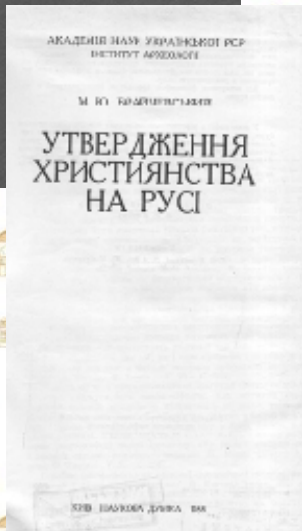 АКАДЕМІЯ НАУК УКРАЇНСЬКОЇ РСР
ІНСТИТУТ АРХЕОЛОГІЇ
М. Ю. БРАЙЧЕВСЬКИЙ
УТВЕРДЖЕННЯ
ХРИСТИЯНСТВА
НА РУСІ
КИЇВ НАУКОВА ДУМКА